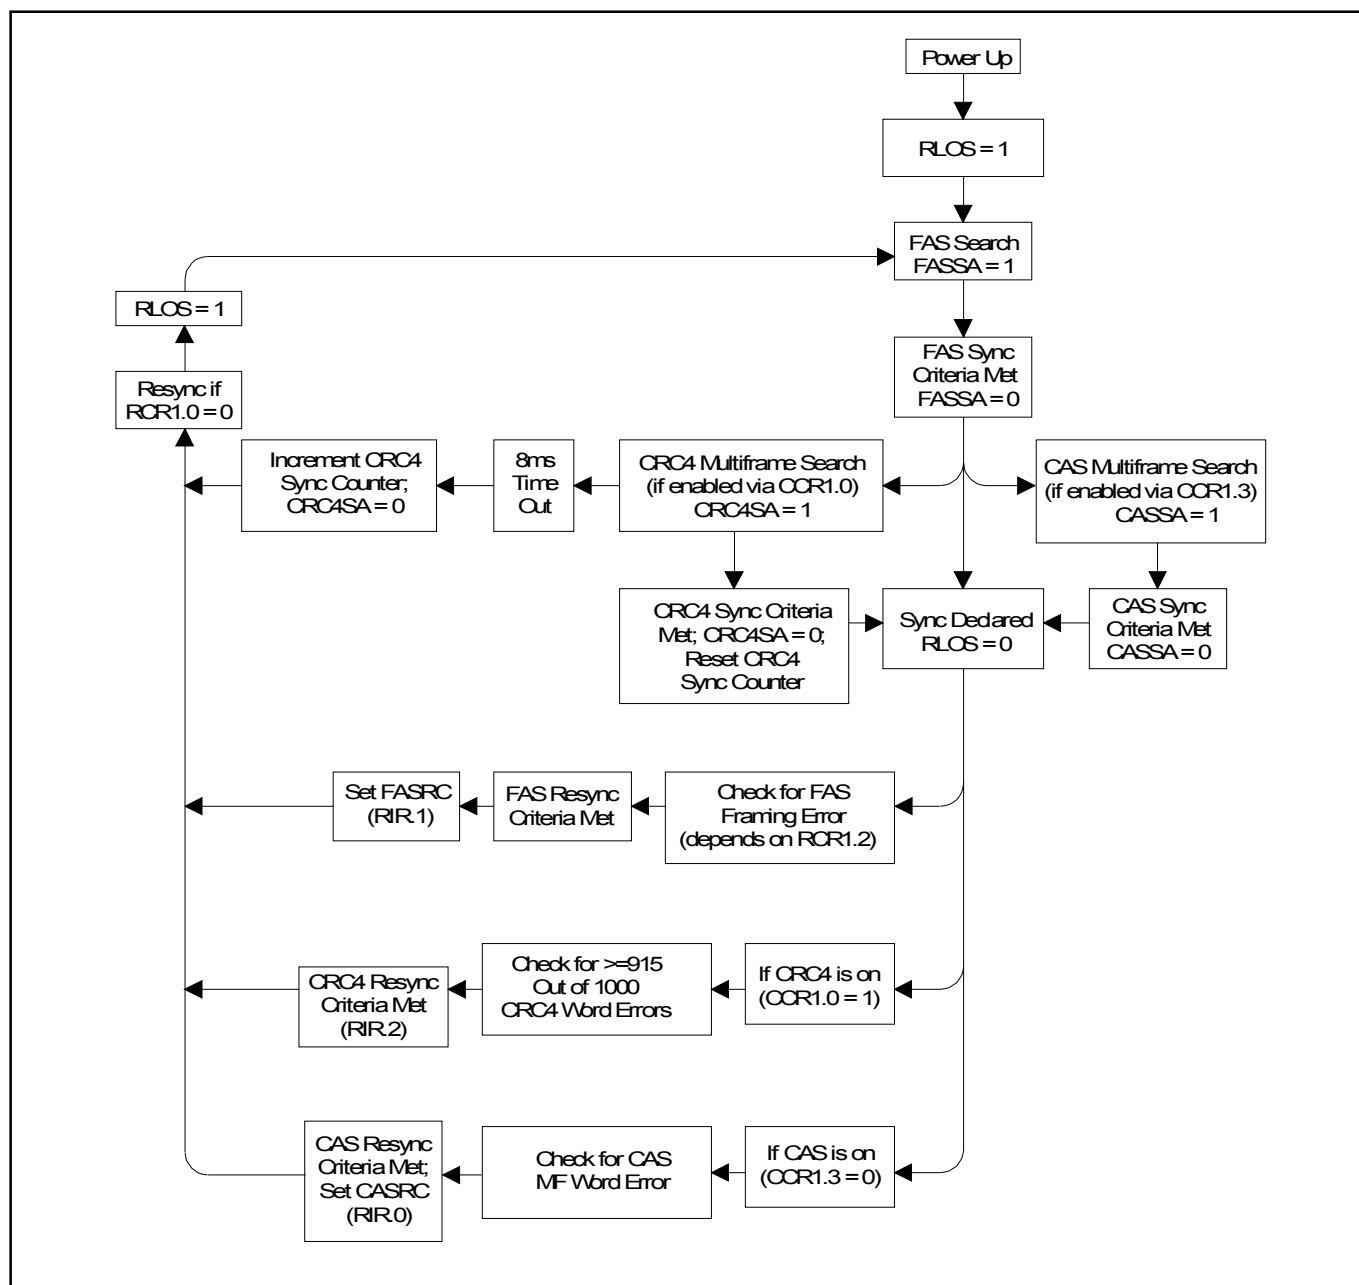 Power Up
RLOS = 1
FAS Search
FASSA = 1
RLOS = 1
FAS Sync
Criteria Met
FASSA = 0
Resync if
RCR1.0 = 0
Increment CRC4
Sync Counter;
CRC4SA = 0
8ms
Time
Out
CRC4 Multiframe Search
(if enabled via CCR1.0)
CRC4SA = 1
CAS Multiframe Search
(if enabled via CCR1.3)
CASSA = 1
CRC4 Sync Criteria
Met; CRC4SA = 0;
Reset CRC4
Sync Counter
Sync Declared
RLOS = 0
CAS Sync
Criteria Met
CASSA = 0
Set FASRC
(RIR.1)
FAS Resync
Criteria Met
Check for FAS
Framing Error
(depends on RCR1.2)
CRC4 Resync
Criteria Met
(RIR.2)
Check for >=915
Out of 1000
CRC4 Word Errors
If CRC4 is on
(CCR1.0 = 1)
CAS Resync
Criteria Met;
Set CASRC
(RIR.0)
Check for CAS
MF Word Error
If CAS is on
(CCR1.3 = 0)